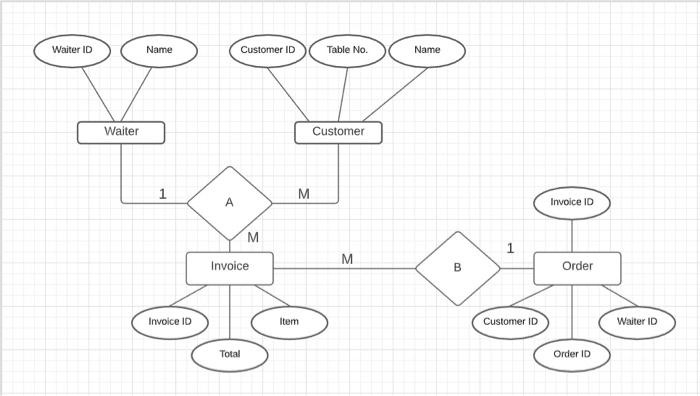 Waiter ID
Name
Customer ID
Table No.
Name
Waiter
Customer
1
A
M
Invoice ID
M
Invoice
M
B
1
Order
Invoice ID
Item
Customer ID
Waiter ID
Total
Order ID